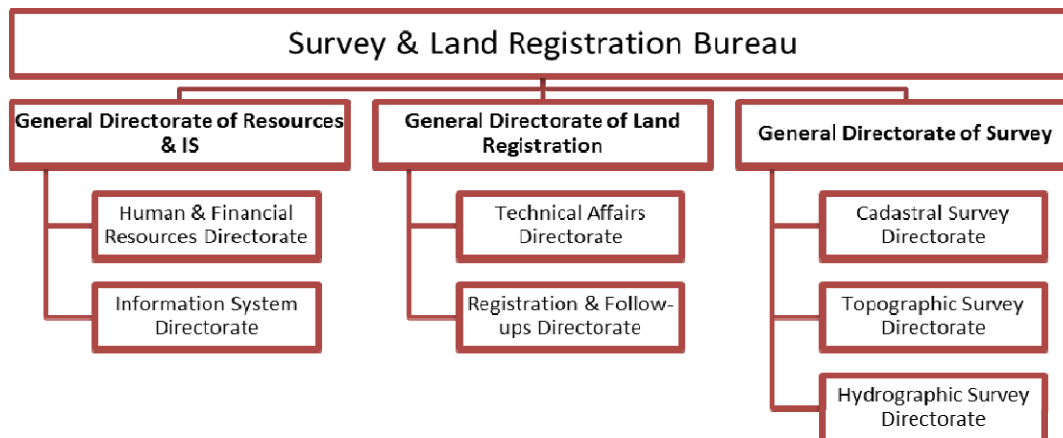 Survey & Land Registration Bureau
General Directorate of Resources
& IS
Human & Financial
Resources Directorate
Information System
Directorate
General Directorate of Land
Registration
Technical Affairs
Directorate
Registration & Follow-
ups Directorate
General Directorate of Survey
Cadastral Survey
Directorate
Topographic Survey
Directorate
Hydrographic Survey
Directorate